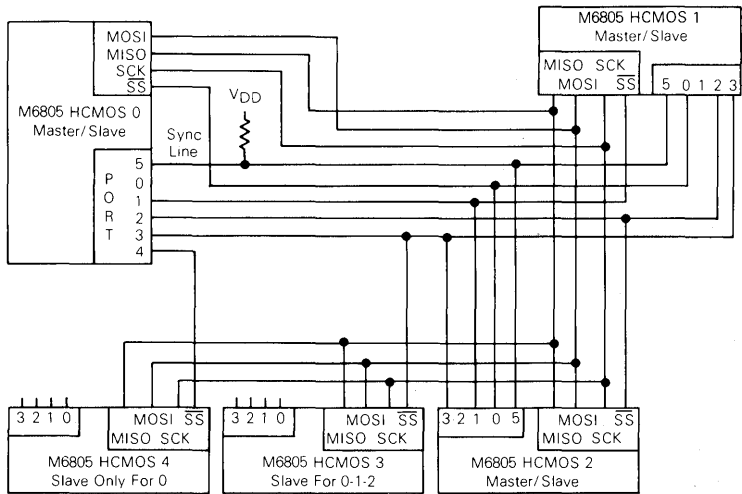 MOSI
MISO
SCK
SS
M6805 HCMOS 0
Master/Slave
PORT
5
0
1
2
3
4
Sync
Line
VDD
M6805 HCMOS 1
Master/Slave
MISO SCK
MOSI SS
5 0 1 2 3
3 2 1 0
MOSI SS
MISO SCK
M6805 HCMOS 4
Slave Only For 0
3 2 1 0
MOSI SS
MISO SCK
M6805 HCMOS 3
Slave For 0-1-2
3 2 1 0 5
MOSI SS
MISO SCK
M6805 HCMOS 2
Master/Slave